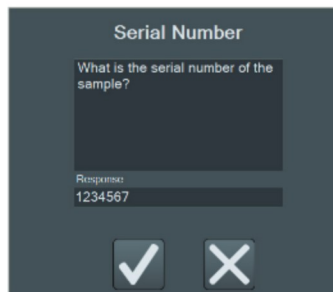 Serial Number
What is the serial number of the
sample?
Response
1234567